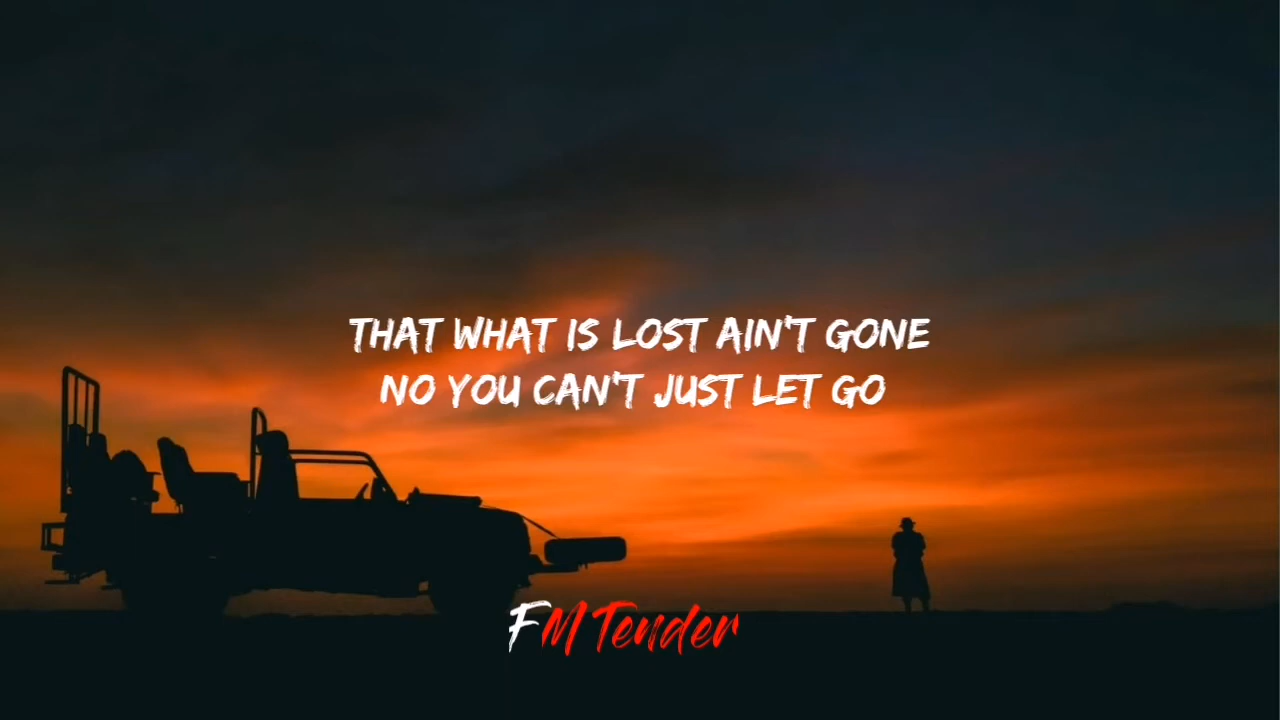 THAT WHAT IS LOST AIN'T GONE
NO YOU CAN'T JUST LET GO
FM Tender